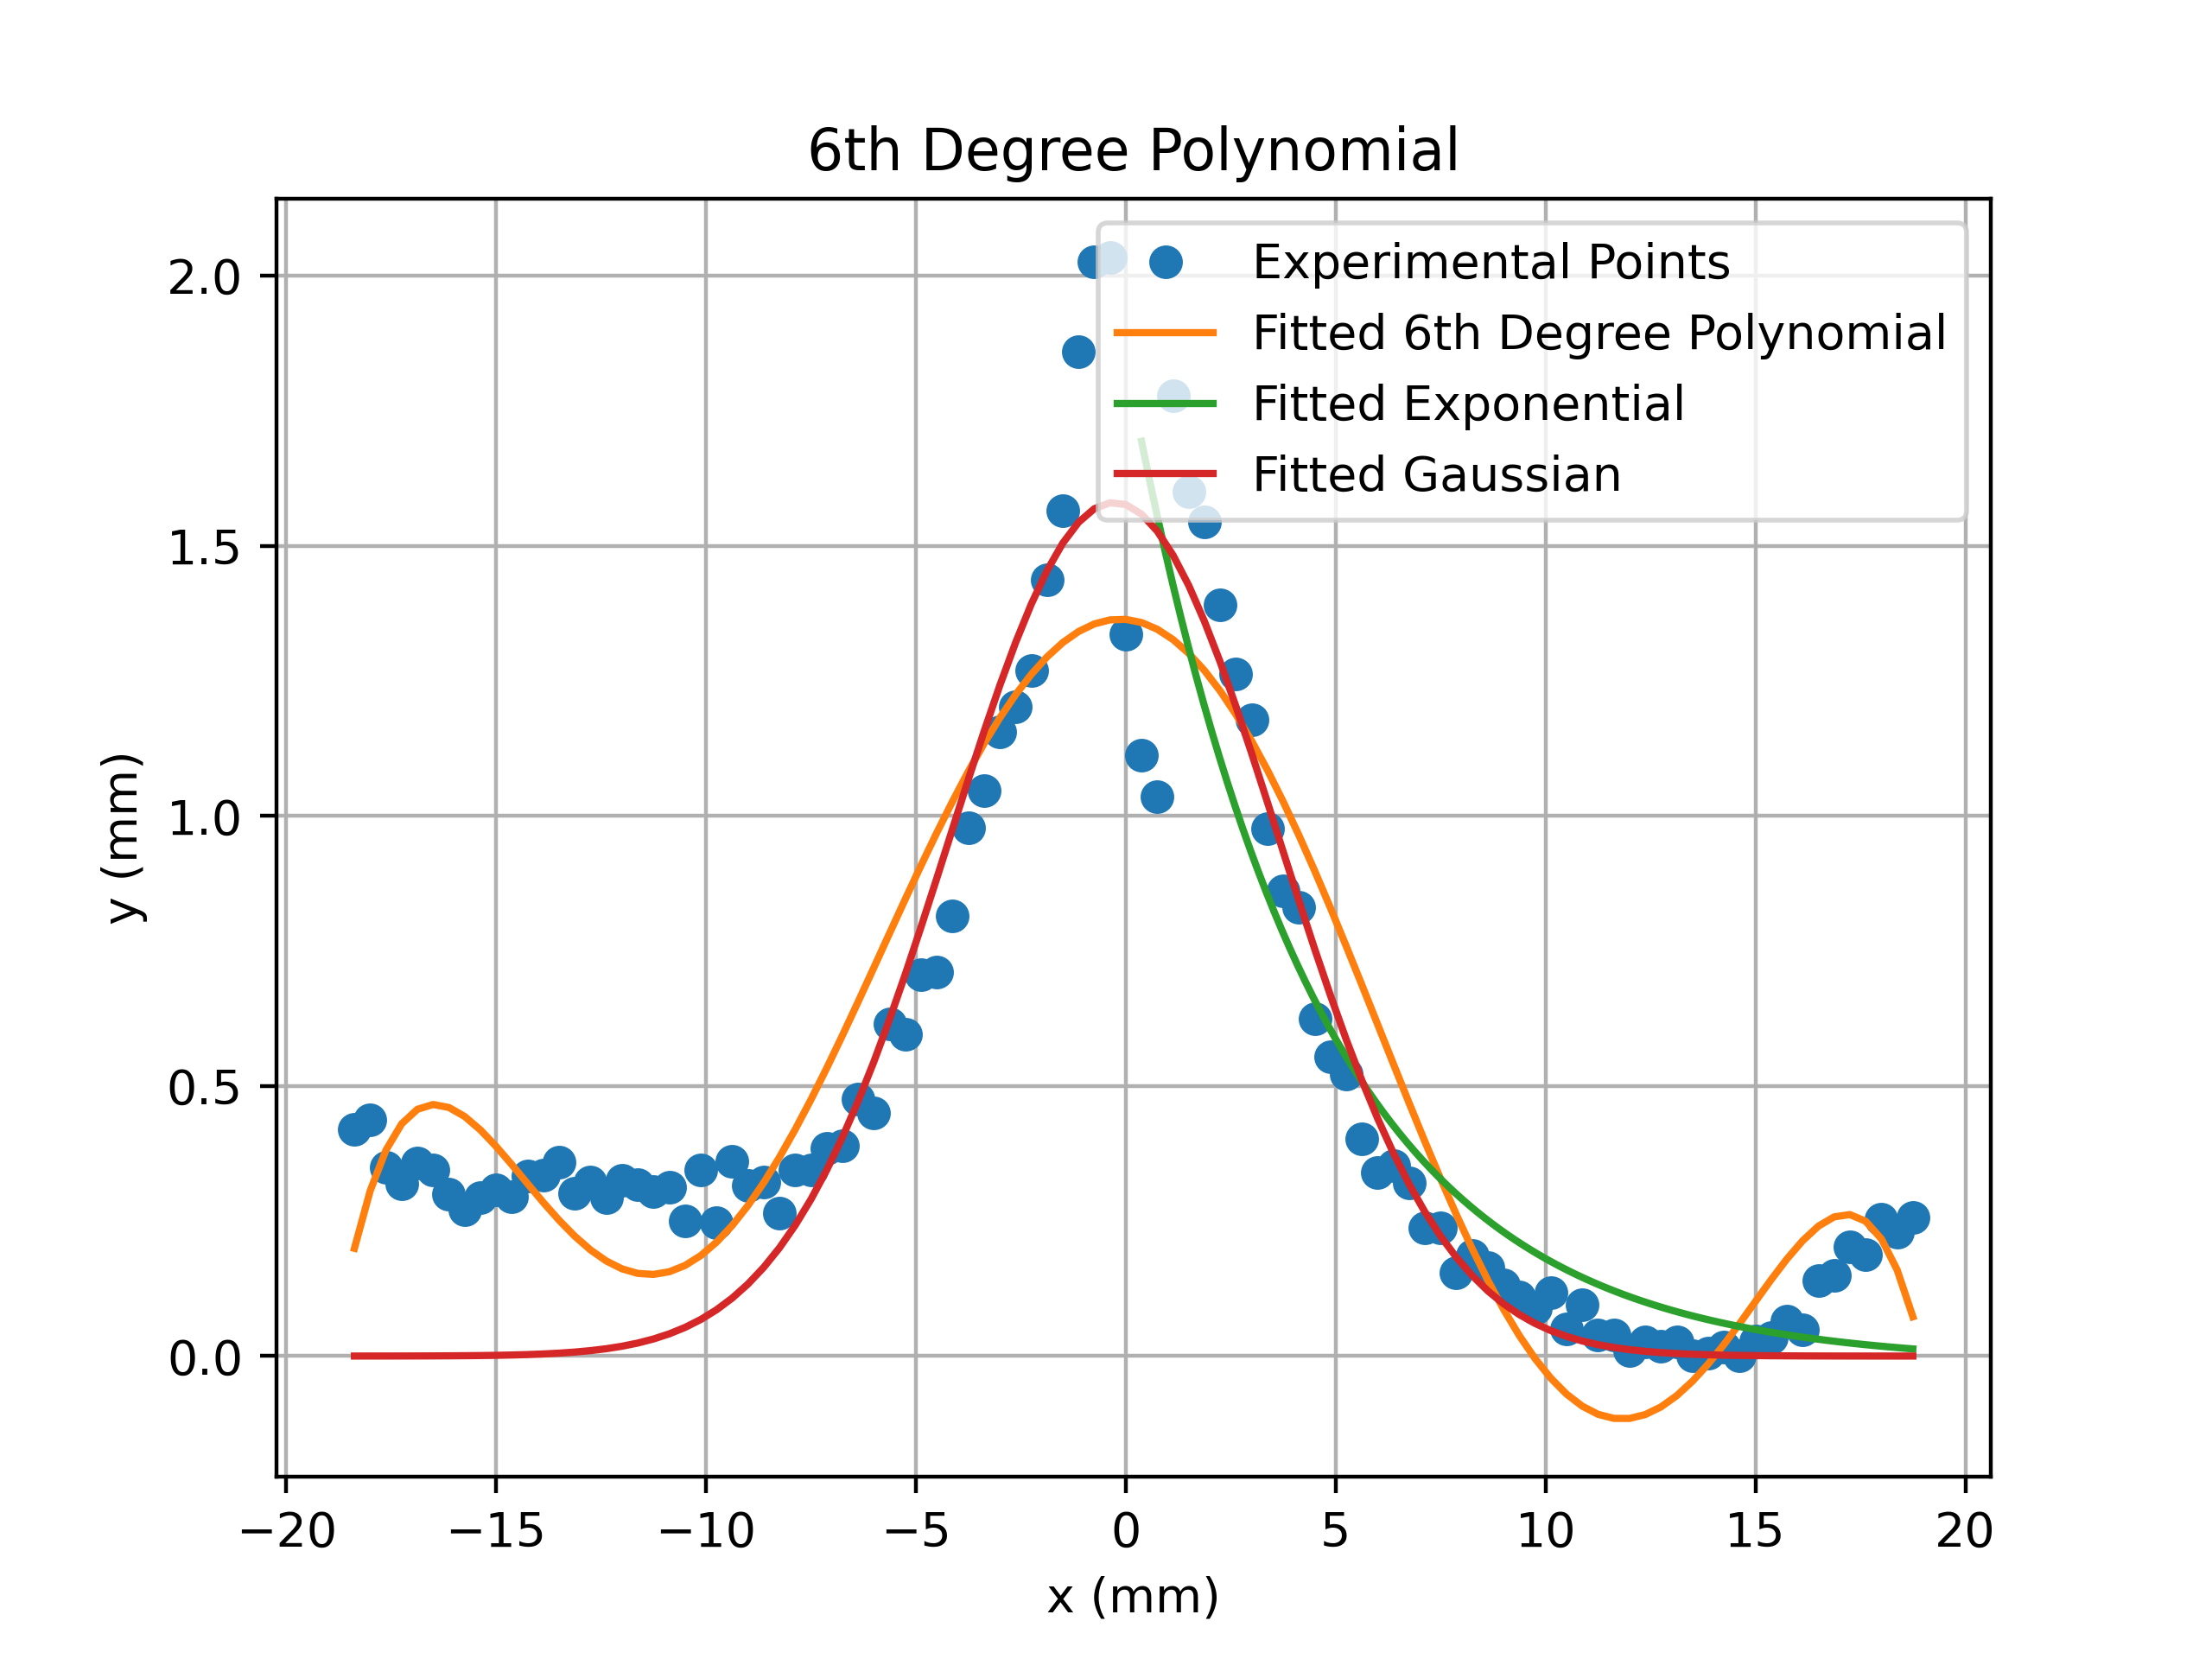 6th Degree Polynomial
Experimental Points
Fitted 6th Degree Polynomial
Fitted Exponential
Fitted Gaussian
2.0
1.5
1.0
0.5
0.0
y (mm)
−20 −15 −10 −5 0 5 10 15 20
x (mm)